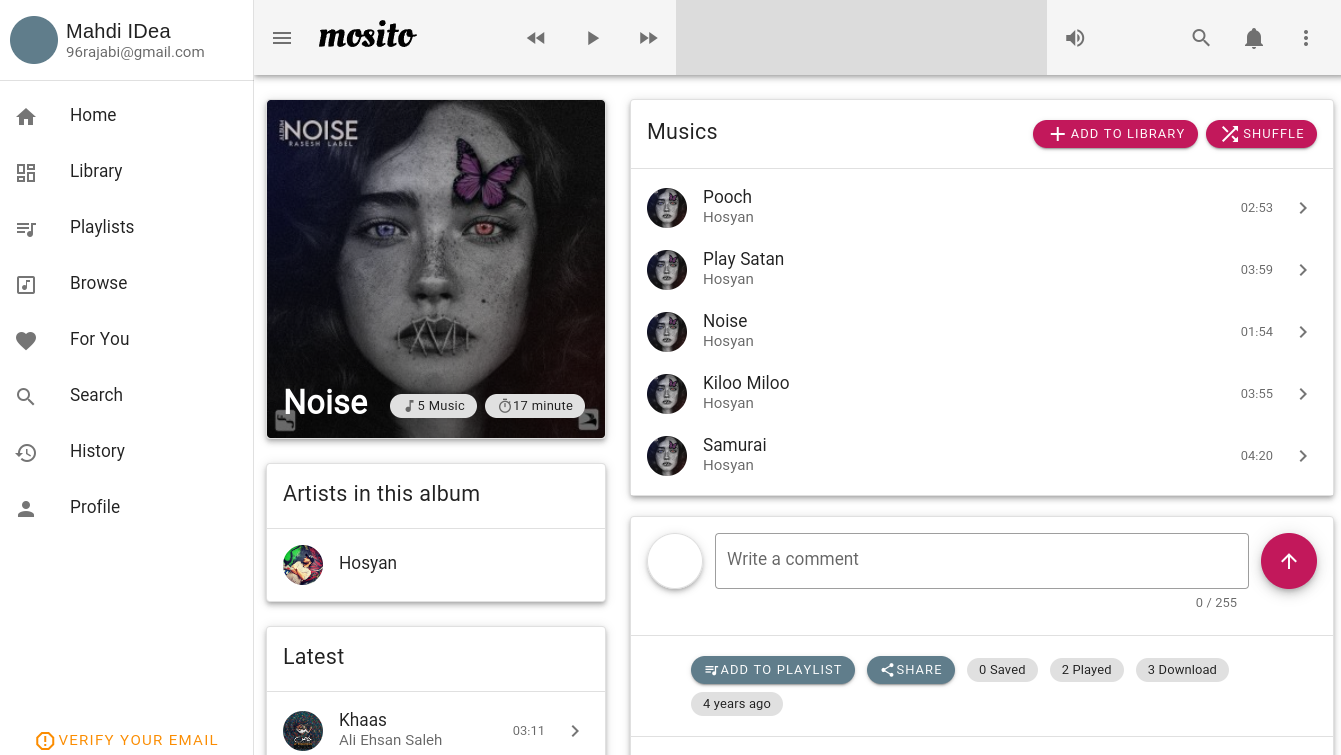 Mahdi IDea
96rajabi@gmail.com
mosito
Home
Library
Playlists
Browse
For You
Search
History
Profile
VERIFY YOUR EMAIL
ALBUM NOISE
RASESH LABEL
Noise
5 Music
17 minute
Artists in this album
Hosyan
Latest
Khaas
Ali Ehsan Saleh
03:11
Musics
ADD TO LIBRARY
SHUFFLE
Pooch
Hosyan
02:53
Play Satan
Hosyan
03:59
Noise
Hosyan
01:54
Kiloo Miloo
Hosyan
03:55
Samurai
Hosyan
04:20
Write a comment
0 / 255
ADD TO PLAYLIST
SHARE
0 Saved
2 Played
3 Download
4 years ago